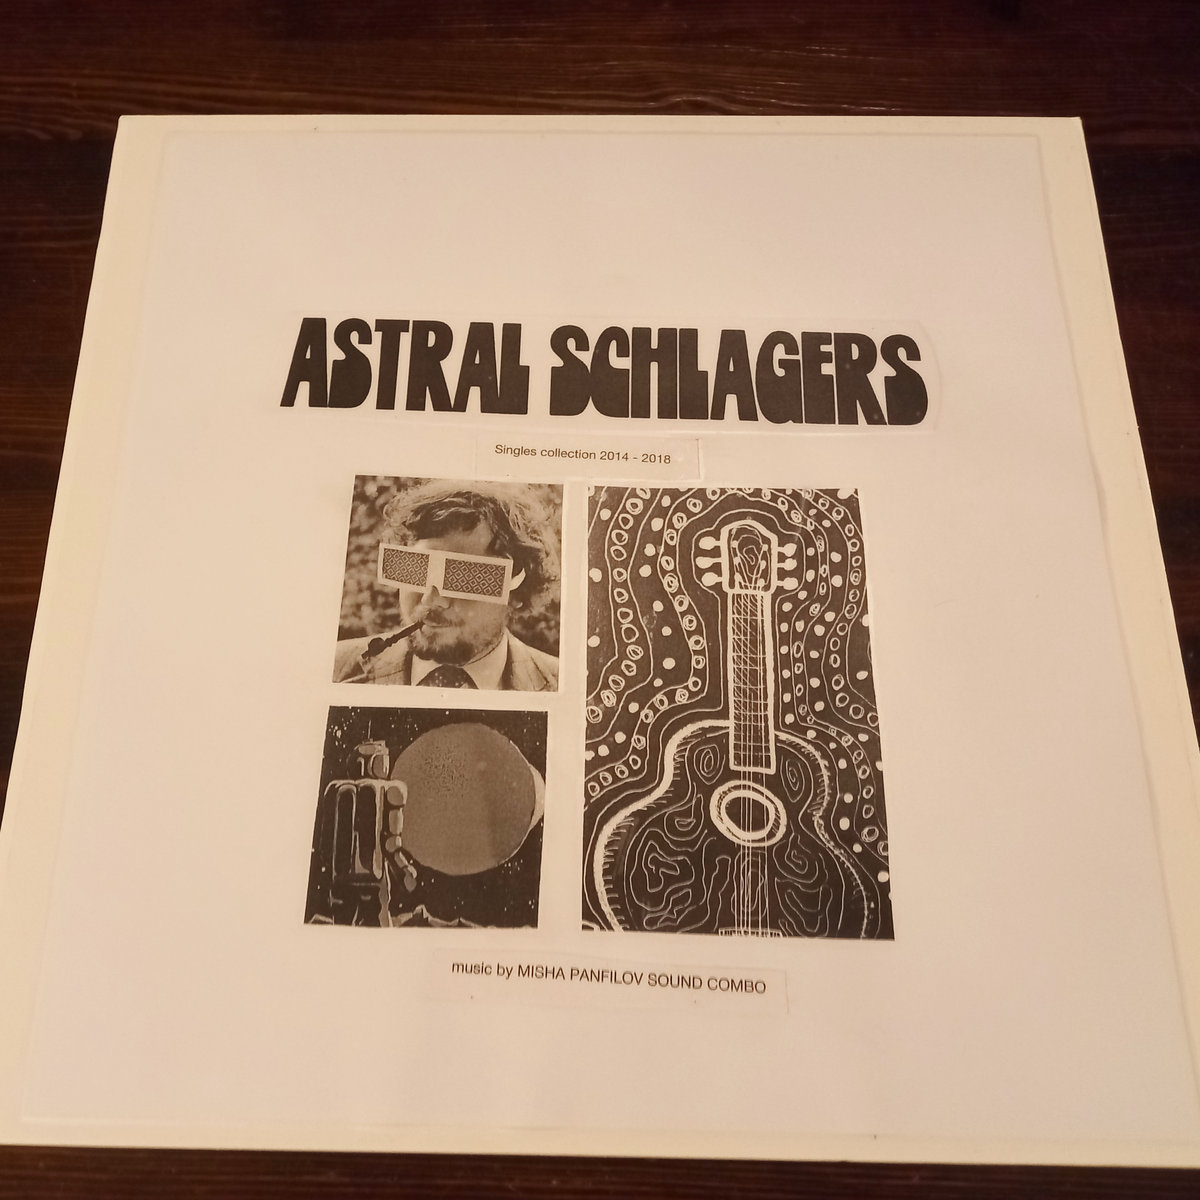 ASTRAL SCHLAGERS
Singles collection 2014 - 2018
music by MISHA PANFILOV SOUND COMBO